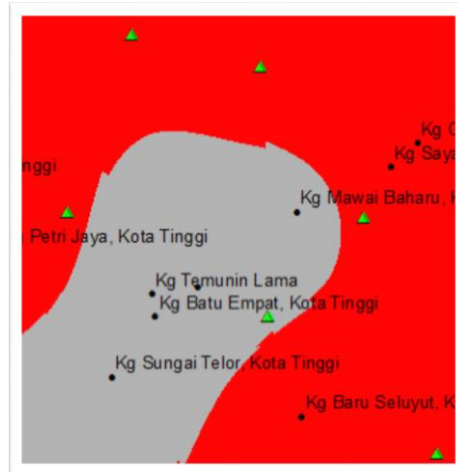 Kg
Kg Saya
nggi
Kg Mawai Baharu, K
Petri Jaya, Kota Tinggi
Kg Temunin Lama
Kg Batu Empat, Kota Tinggi
Kg Sungai Telor, Kota Tinggi
Kg Baru Seluyut, K